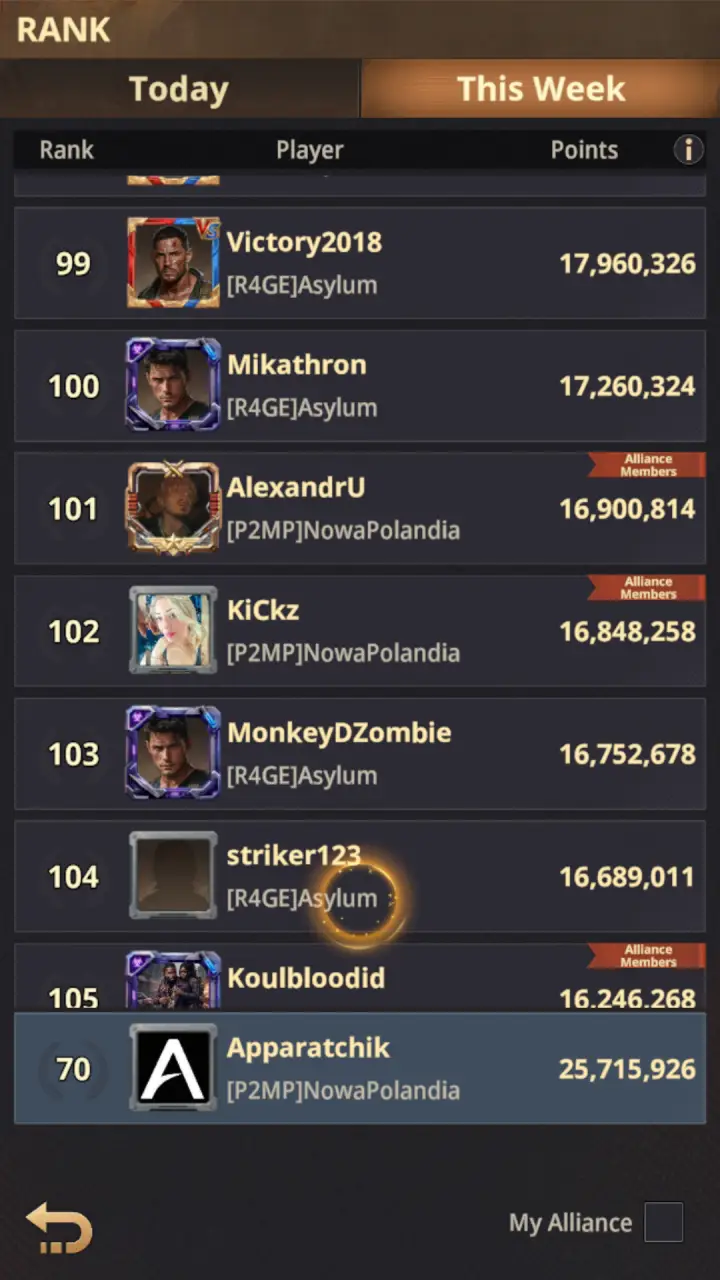 RANK
Today
This Week
Rank Player Points i
99 Victory2018 17,960,326
[R4GE]Asylum
VS
100 Mikathron 17,260,324
[R4GE]Asylum
Alliance
Members
101 AlexandrU 16,900,814
[P2MP]NowaPolandia
Alliance
Members
102 KiCkz 16,848,258
[P2MP]NowaPolandia
103 MonkeyDZombie 16,752,678
[R4GE]Asylum
104 striker123 16,689,011
[R4GE]Asylum
Alliance
Members
105 Koulbloodid 16,246,268
70 Apparatchik 25,715,926
[P2MP]NowaPolandia
My Alliance